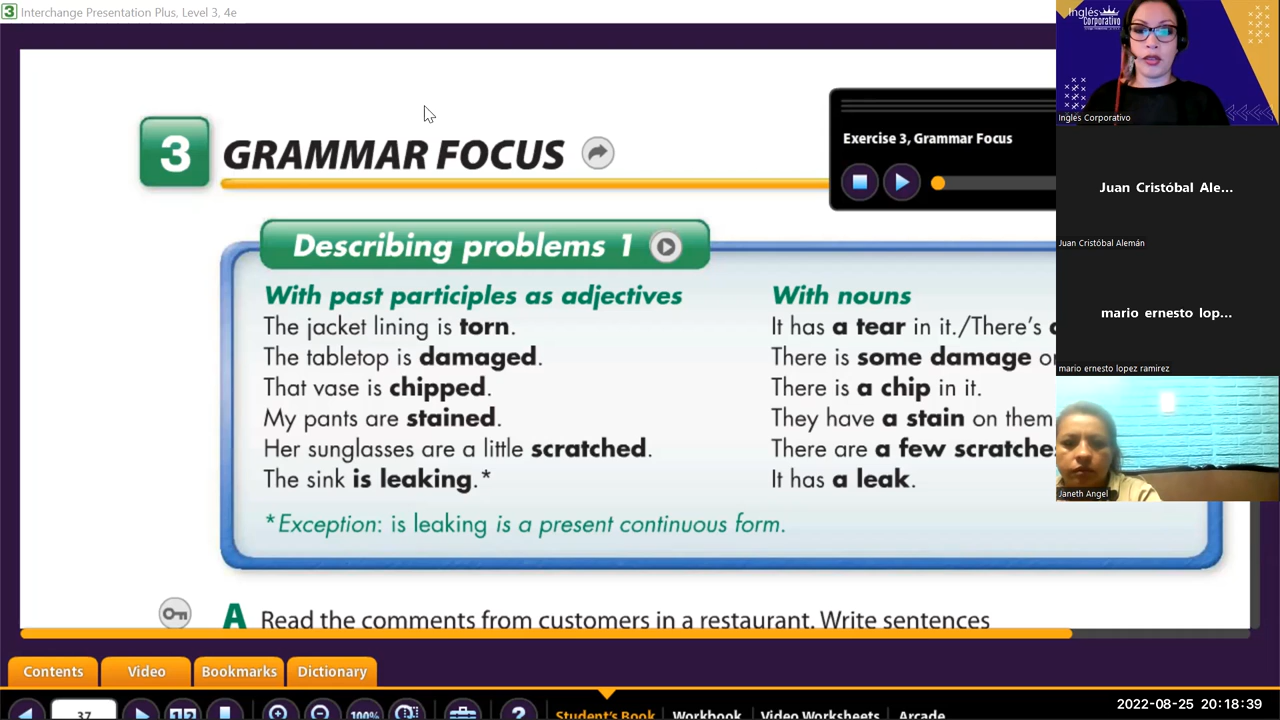 Interchange Presentation Plus, Level 3, 4e
Inglés
Corporativo
Inglés Corporativo
3 GRAMMAR FOCUS
Exercise 3, Grammar Focus
Juan Cristóbal Ale...
Juan Cristóbal Alemán
Describing problems 1
With past participles as adjectives
The jacket lining is torn.
The tabletop is damaged.
That vase is chipped.
My pants are stained.
Her sunglasses are a little scratched.
The sink is leaking.*
With nouns
It has a tear in it./There's
There is some damage
There is a chip in it.
They have a stain on them
There are a few scratche
It has a leak.
*Exception: is leaking is a present continuous form.
mario ernesto lop...
mario ernesto lopez ramirez
Janeth Angel
A Read the comments from customers in a restaurant. Write sentences
Contents
Video
Bookmarks
Dictionary
37
100%
Student's Book
Workbook
Video Worksheets
Arcade
2022-08-25 20:18:39